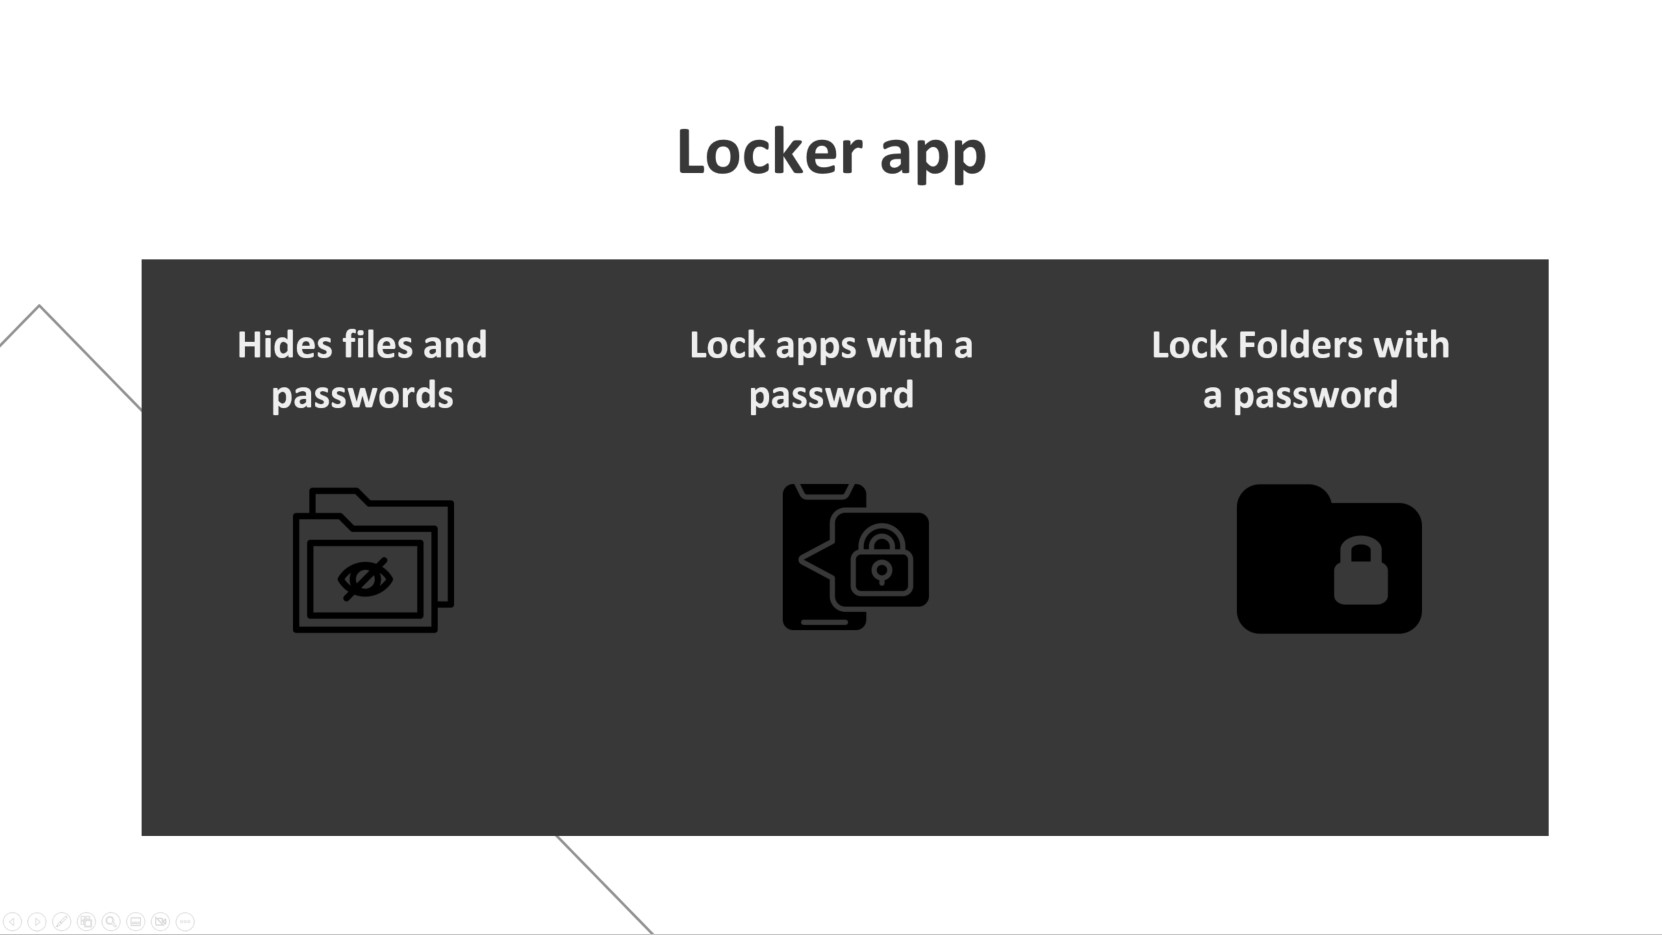 Locker app
Hides files and
passwords
Lock apps with a
password
Lock Folders with
a password